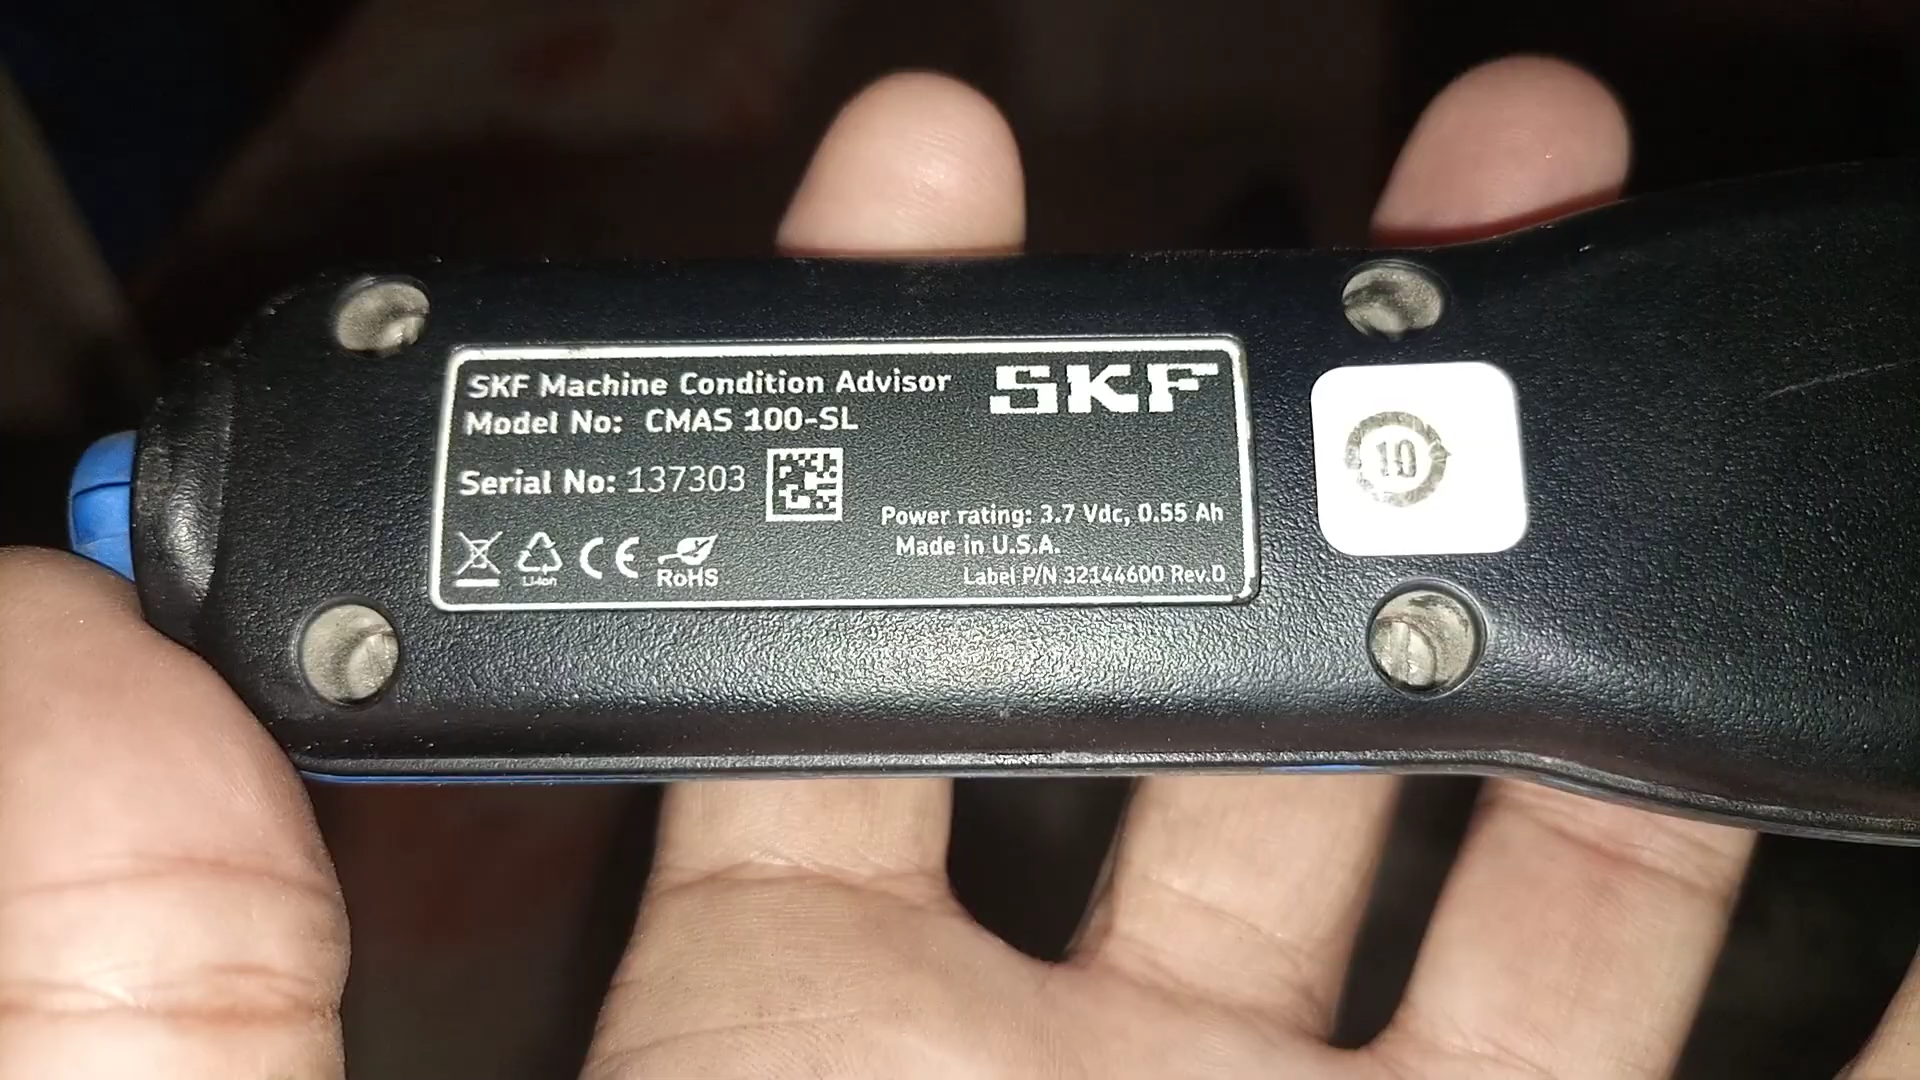 SKF Machine Condition Advisor
SKF
Model No: CMAS 100-SL
Serial No: 137303
Power rating: 3.7 Vdc, 0.55 Ah
Made in U.S.A.
Label P/N 32144600 Rev.D
Li-ion
CE
RoHS
10